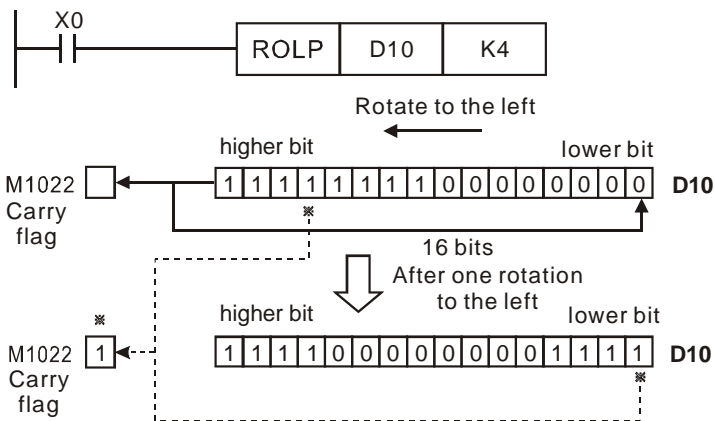 X0
ROLP D10 K4
Rotate to the left
higher bit lower bit
M1022 1 1 1 1 1 1 1 1 0 0 0 0 0 0 0 0 D10
Carry
flag
※
16 bits
After one rotation
to the left
higher bit lower bit
※
M1022 1 1 1 1 1 0 0 0 0 0 0 0 0 1 1 1 1 D10
Carry
flag
※